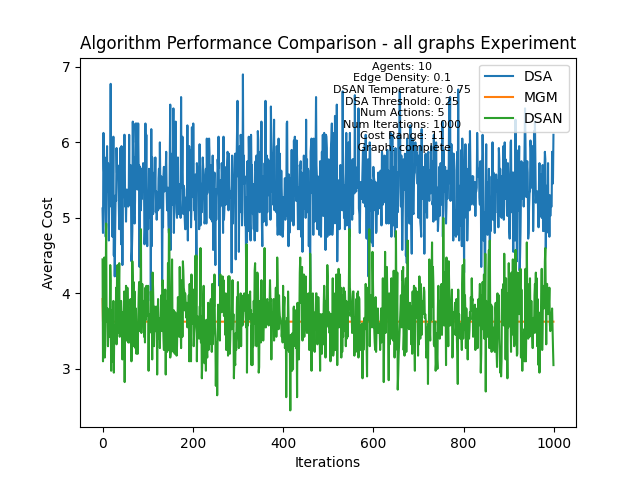 Algorithm Performance Comparison - all graphs Experiment
Agents: 10
Edge Density: 0.1
DSAN Temperature: 0.75
DSA Threshold: 0.25
Num Actions: 5
Num Iterations: 1000
Cost Range: 11
Graph: complete
DSA
MGM
DSAN
Average Cost
7
6
5
4
3
0
200
400
600
800
1000
Iterations